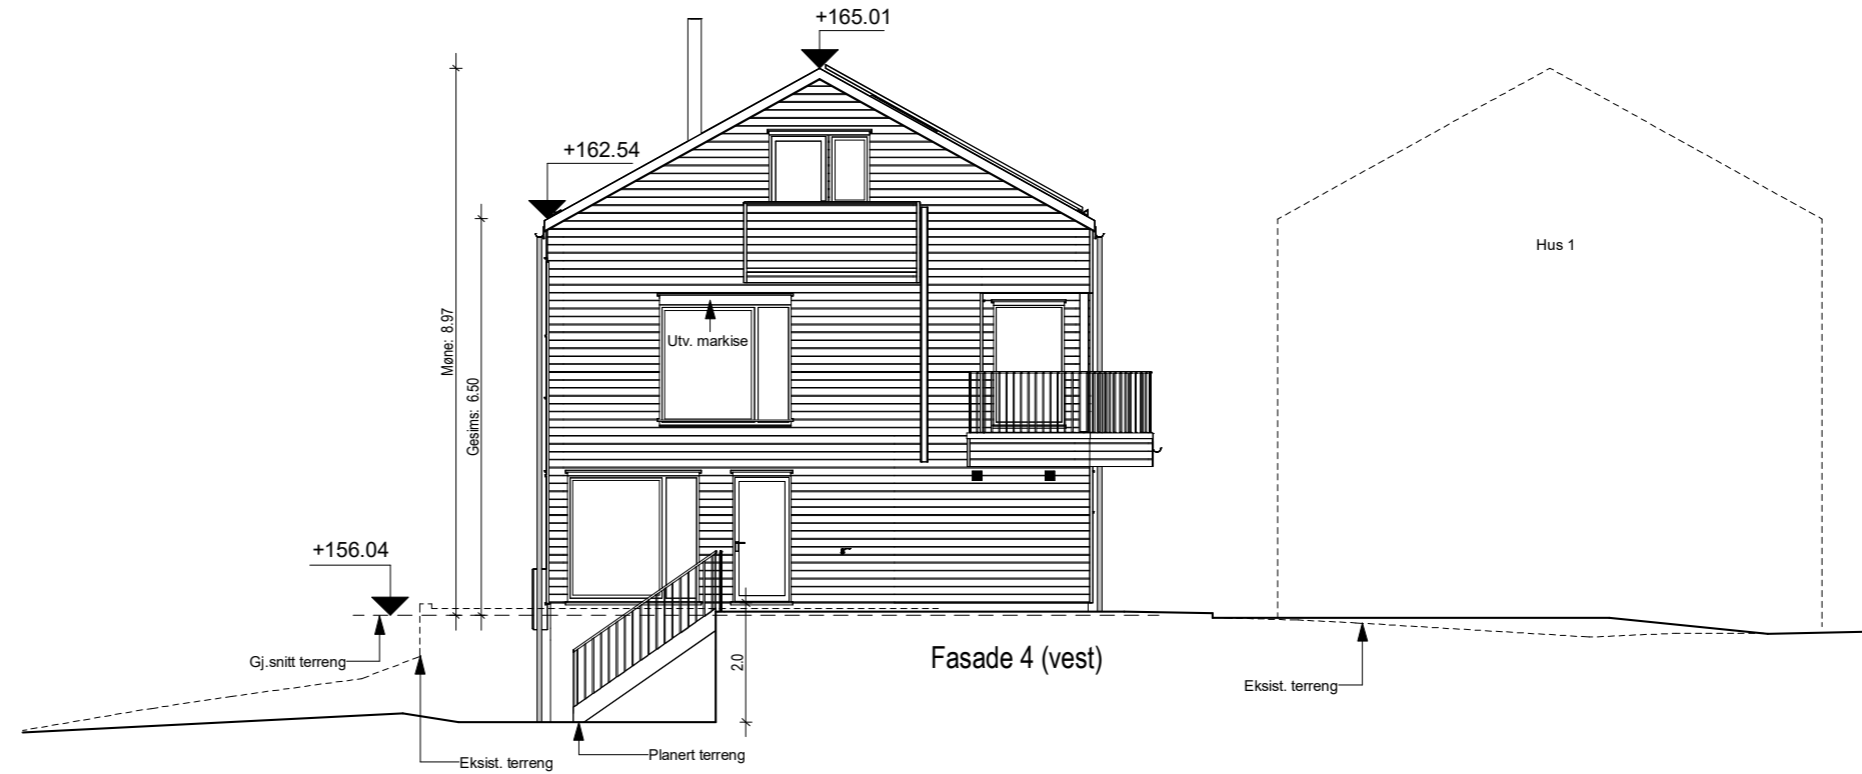 +165.01
+162.54
Hus 1
Møne: 8.97
Utv. markise
Gesims: 6.50
+156.04
Gj.snitt terreng
2.0
Fasade 4 (vest)
Eksist. terreng
Planert terreng
Eksist. terreng